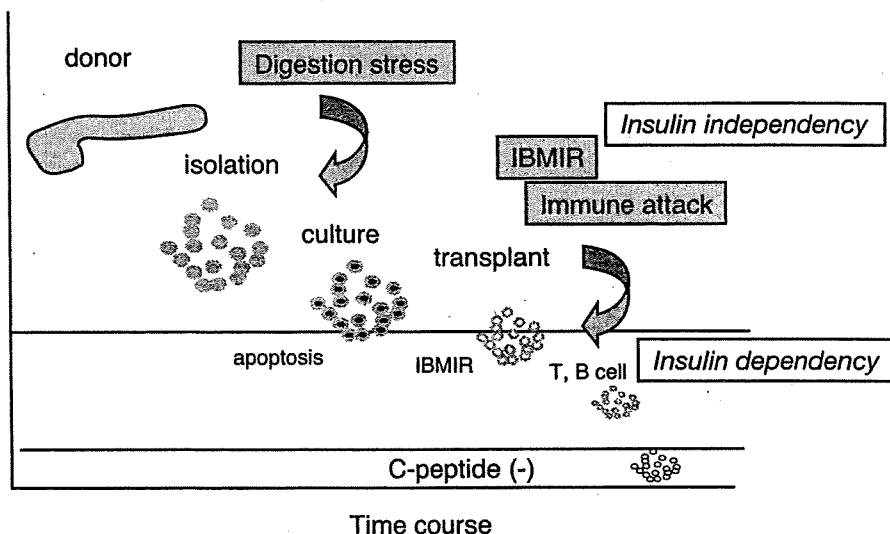 donor
Digestion stress
Insulin independency
IBMIR
isolation
Immune attack
culture
transplant
apoptosis
IBMIR
T, B cell
Insulin dependency
C-peptide (-)
Time course